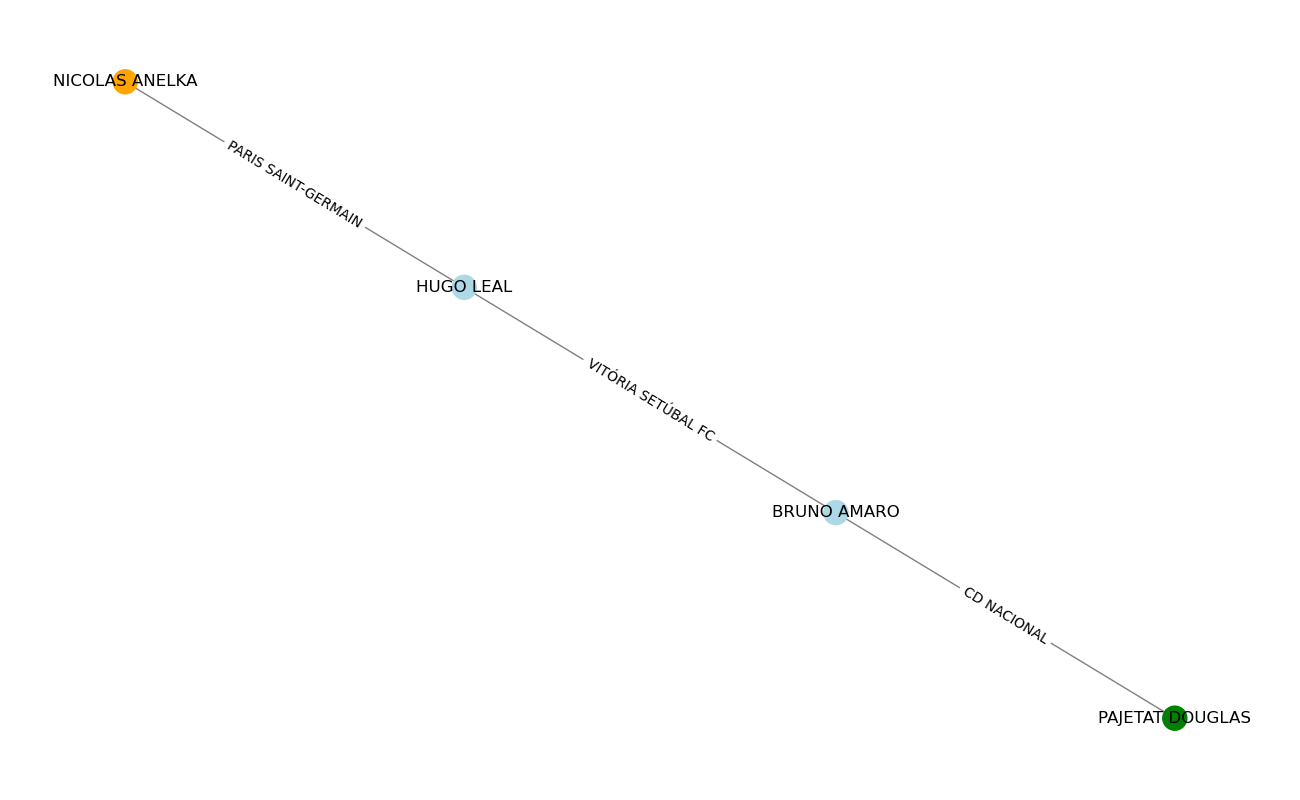 NICOLAS ANELKA
PARIS SAINT-GERMAIN
HUGO LEAL
VITÓRIA SETÚBAL FC
BRUNO AMARO
CD NACIONAL
PAJETAT DOUGLAS